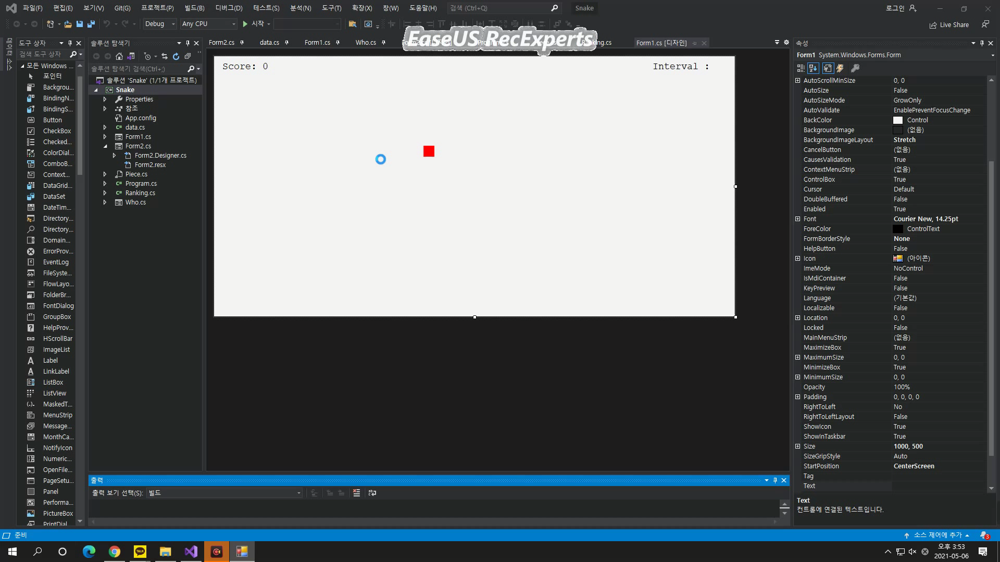 파일(F) 편집(E) 보기(V) Git(G) 프로젝트(P) 빌드(B) 디버그(D) 테스트(S) 분석(N) 도구(T) 확장(X) 창(W) 도움말(H) 검색 (Ctrl+Q) Snake 로그인
Debug Any CPU 시작 Live Share
EaseUS RecExperts
도구 상자 솔루션 탐색기 Form2.cs data.cs Form1.cs Who.cs Form1.cs [디자인] 속성
검색 도구 상자
모든 Windows ...
포인터
Backgrou...
BindingN...
BindingS...
Button
CheckBox
Checked...
ColorDial...
ComboB...
Context...
DataGrid...
DataSet
DateTim...
Directory...
Directory...
Domain...
ErrorProv...
EventLog
FileSyste...
FlowLayo...
FolderBr...
FontDialog
GroupBox
HelpProv...
HScrollBar
ImageList
Label
LinkLabel
ListBox
ListView
MaskedT...
MenuStrip
Message...
MonthCa...
NotifyIcon
Numeric...
OpenFile...
PageSetu...
Panel
Performa...
PictureBox
PrintDial...
솔루션 탐색기 검색(Ctrl+;)
솔루션 'Snake' (1/1개 프로젝트)
Snake
Properties
참조
App.config
data.cs
Form1.cs
Form2.cs
Form2.Designer.cs
Form2.resx
Piece.cs
Program.cs
Ranking.cs
Who.cs
Score: 0 Interval :
출력
출력 보기 선택(S): 빌드
Form1 System.Windows.Forms.Form
AutoScrollMinSize 0, 0
AutoSize False
AutoSizeMode GrowOnly
AutoValidate EnablePreventFocusChange
BackColor Control
BackgroundImage (없음)
BackgroundImageLayout Stretch
CancelButton (없음)
CausesValidation True
ContextMenuStrip (없음)
ControlBox True
Cursor Default
DoubleBuffered False
Enabled True
Font Courier New, 14.25pt
ForeColor ControlText
FormBorderStyle None
HelpButton False
Icon (아이콘)
ImeMode NoControl
IsMdiContainer False
KeyPreview False
Language (기본값)
Localizable False
Location 0, 0
Locked False
MainMenuStrip (없음)
MaximizeBox True
MaximumSize 0, 0
MinimizeBox True
MinimumSize 0, 0
Opacity 100%
Padding 0, 0, 0, 0
RightToLeft No
RightToLeftLayout False
ShowIcon True
ShowInTaskbar True
Size 1000, 500
SizeGripStyle Auto
StartPosition CenterScreen
Tag
Text
Text
컨트롤에 연결된 텍스트입니다.
준비 소스 제어에 추가 3
TALK
오후 3:53
2021-05-06